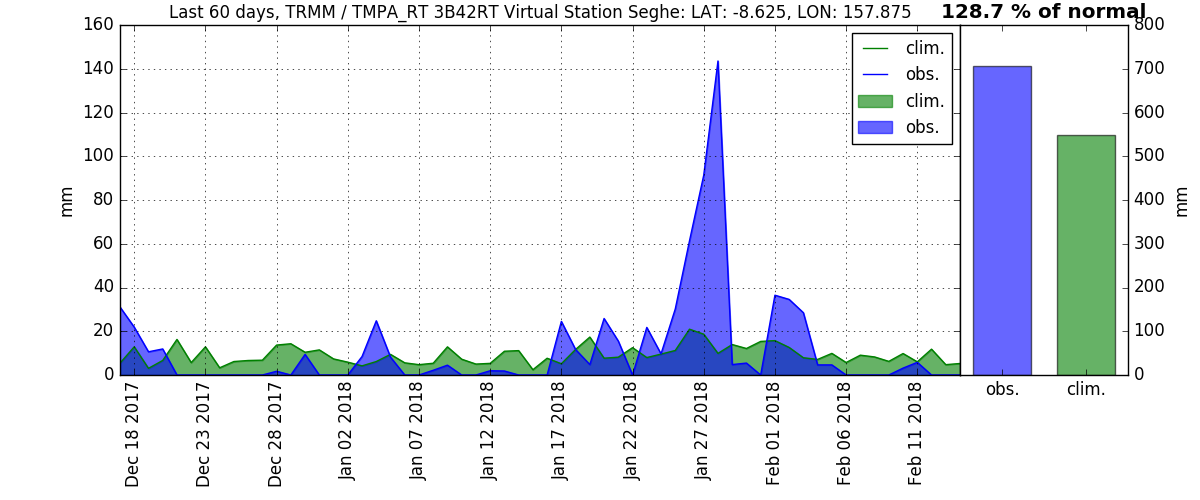 Last 60 days, TRMM / TMPA_RT 3B42RT Virtual Station Seghe: LAT: -8.625, LON: 157.875
128.7 % of normal
160
140
120
100
80
60
40
20
0
mm
clim.
obs.
clim.
obs.
800
700
600
500
400
300
200
100
0
mm
Dec 18 2017
Dec 23 2017
Dec 28 2017
Jan 02 2018
Jan 07 2018
Jan 12 2018
Jan 17 2018
Jan 22 2018
Jan 27 2018
Feb 01 2018
Feb 06 2018
Feb 11 2018
obs.
clim.